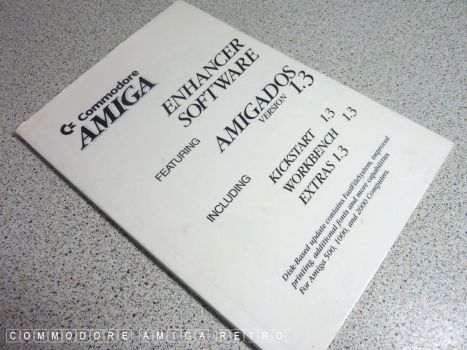 Commodore
AMIGA
ENHANCER
SOFTWARE
FEATURING
AMIGADOS
VERSION 1.3
INCLUDING
KICKSTART 1.3
WORKBENCH 1.3
EXTRAS 1.3
Disk-Based update contains FastFileSystem, improved
printing, additional fonts and more capabilities
For Amiga 500, 1000, and 2000 Computers.
COMMODORE AMIGA RETRO